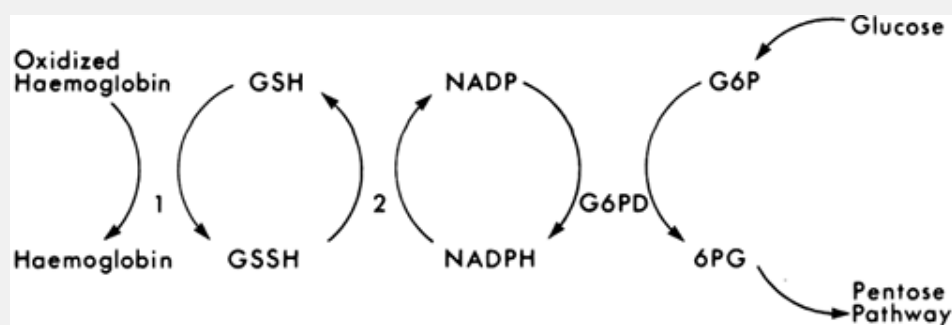 Glucose
Oxidized
Haemoglobin
GSH
NADP
G6P
1
2
G6PD
Haemoglobin
GSSH
NADPH
6PG
Pentose
Pathway